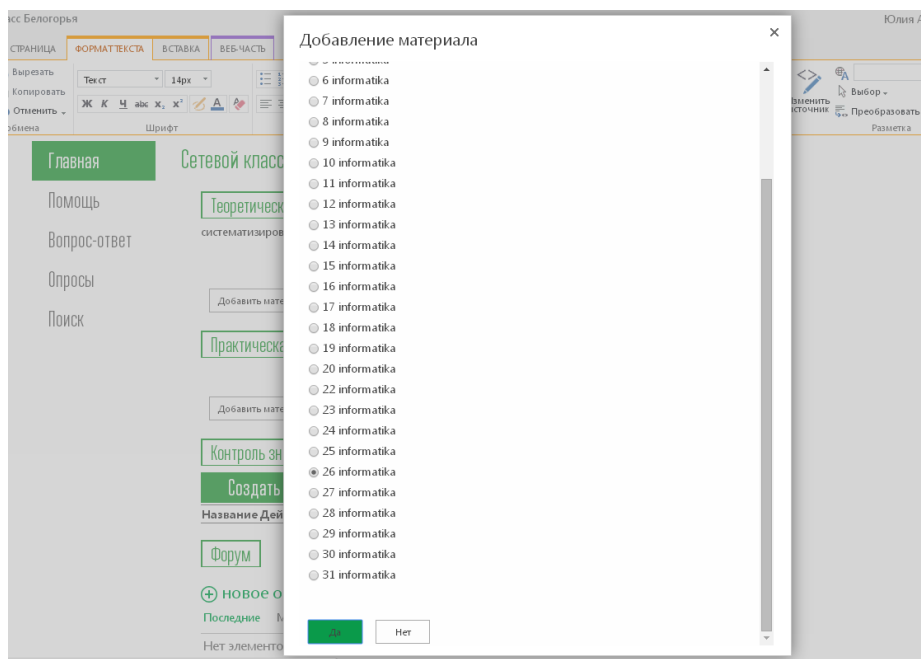 асс Белогорья
Юлия А
СТРАНИЦА ФОРМАТ ТЕКСТА ВСТАВКА ВЕБ-ЧАСТЬ
Вырезать
Копировать
Отменить
обмена
Текст 14px
Ж К Ч abc x₂ x² A
Шрифт
Изменить
источник
Выбор
Преобразовать
Разметка
Главная
Помощь
Вопрос-ответ
Опросы
Поиск
Сетевой класс
Теоретическ
систематизиров
Добавить мате
Практическа
Добавить мате
Контроль зн
Создать
Название Дей
Форум
новое о
Последние М
Нет элементо
Добавление материала
×
5 informatika
6 informatika
7 informatika
8 informatika
9 informatika
10 informatika
11 informatika
12 informatika
13 informatika
14 informatika
15 informatika
16 informatika
17 informatika
18 informatika
19 informatika
20 informatika
22 informatika
23 informatika
24 informatika
25 informatika
26 informatika
27 informatika
28 informatika
29 informatika
30 informatika
31 informatika
Да Нет